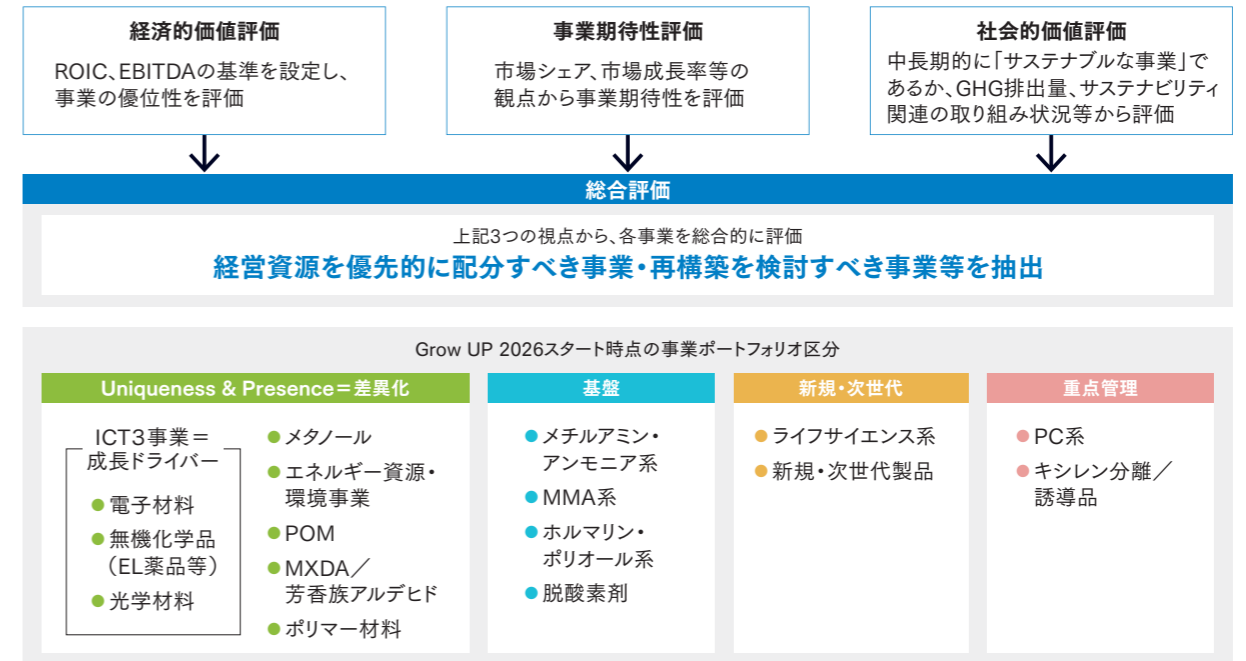 経済的価値評価
ROIC、EBITDAの基準を設定し、
事業の優位性を評価
事業期待性評価
市場シェア、市場成長率等の
観点から事業期待性を評価
社会的価値評価
中長期的に「サステナブルな事業」で
あるか、GHG排出量、サステナビリティ
関連の取り組み状況等から評価
総合評価
上記3つの視点から、各事業を総合的に評価
経営資源を優先的に配分すべき事業・再構築を検討すべき事業等を抽出
Grow UP 2026スタート時点の事業ポートフォリオ区分
Uniqueness & Presence＝差異化
ICT3事業＝
成長ドライバー
●電子材料
●無機化学品
（EL薬品等）
●光学材料
●メタノール
●エネルギー資源・
環境事業
●POM
●MXDA／
芳香族アルデヒド
●ポリマー材料
基盤
●メチルアミン・
アンモニア系
●MMA系
●ホルマリン・
ポリオール系
●脱酸素剤
新規・次世代
●ライフサイエンス系
●新規・次世代製品
重点管理
●PC系
●キシレン分離／
誘導品